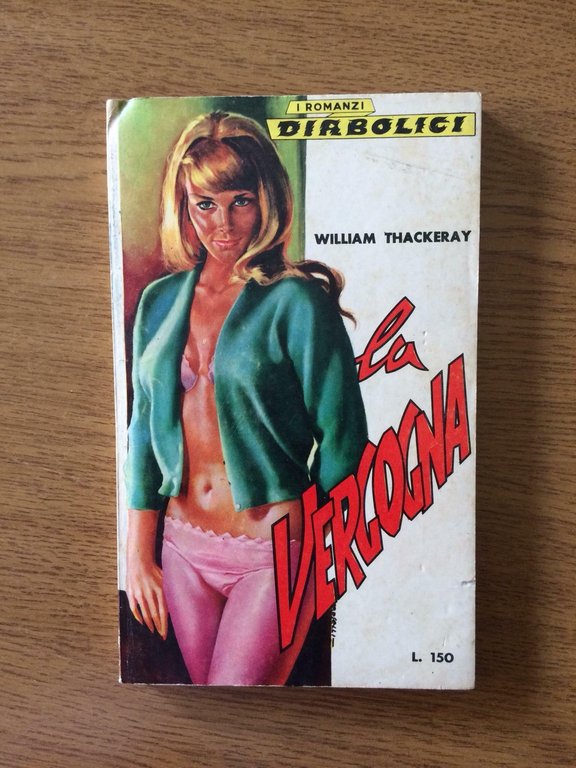 I ROMANZI
DIABOLICI
WILLIAM THACKERAY
la
VERGOGNA
L. 150